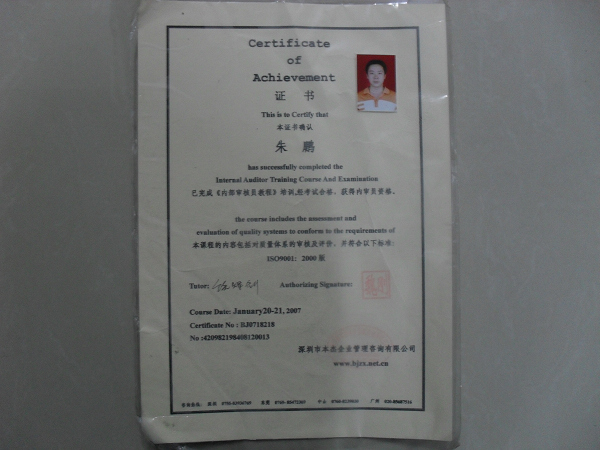 Certificate
of
Achievement
证 书
This is to Certify that
本证书确认
朱 鹏
has successfully completed the
Internal Auditor Training Course And Examination
已完成《内部审核员教程》培训,经考试合格、获得内审员资格。
the course includes the assessment and
evaluation of quality systems to conform to the requirements of
本课程的内容包括对质量体系的审核及评价、并符合以下标准:
ISO9001: 2000 版
Tutor: Authorizing Signature:
Course Date: January20-21, 2007
Certificate No : BJ0718218
No :420982198408120013
深圳市本杰企业管理咨询有限公司
www.bjzx.net.cn